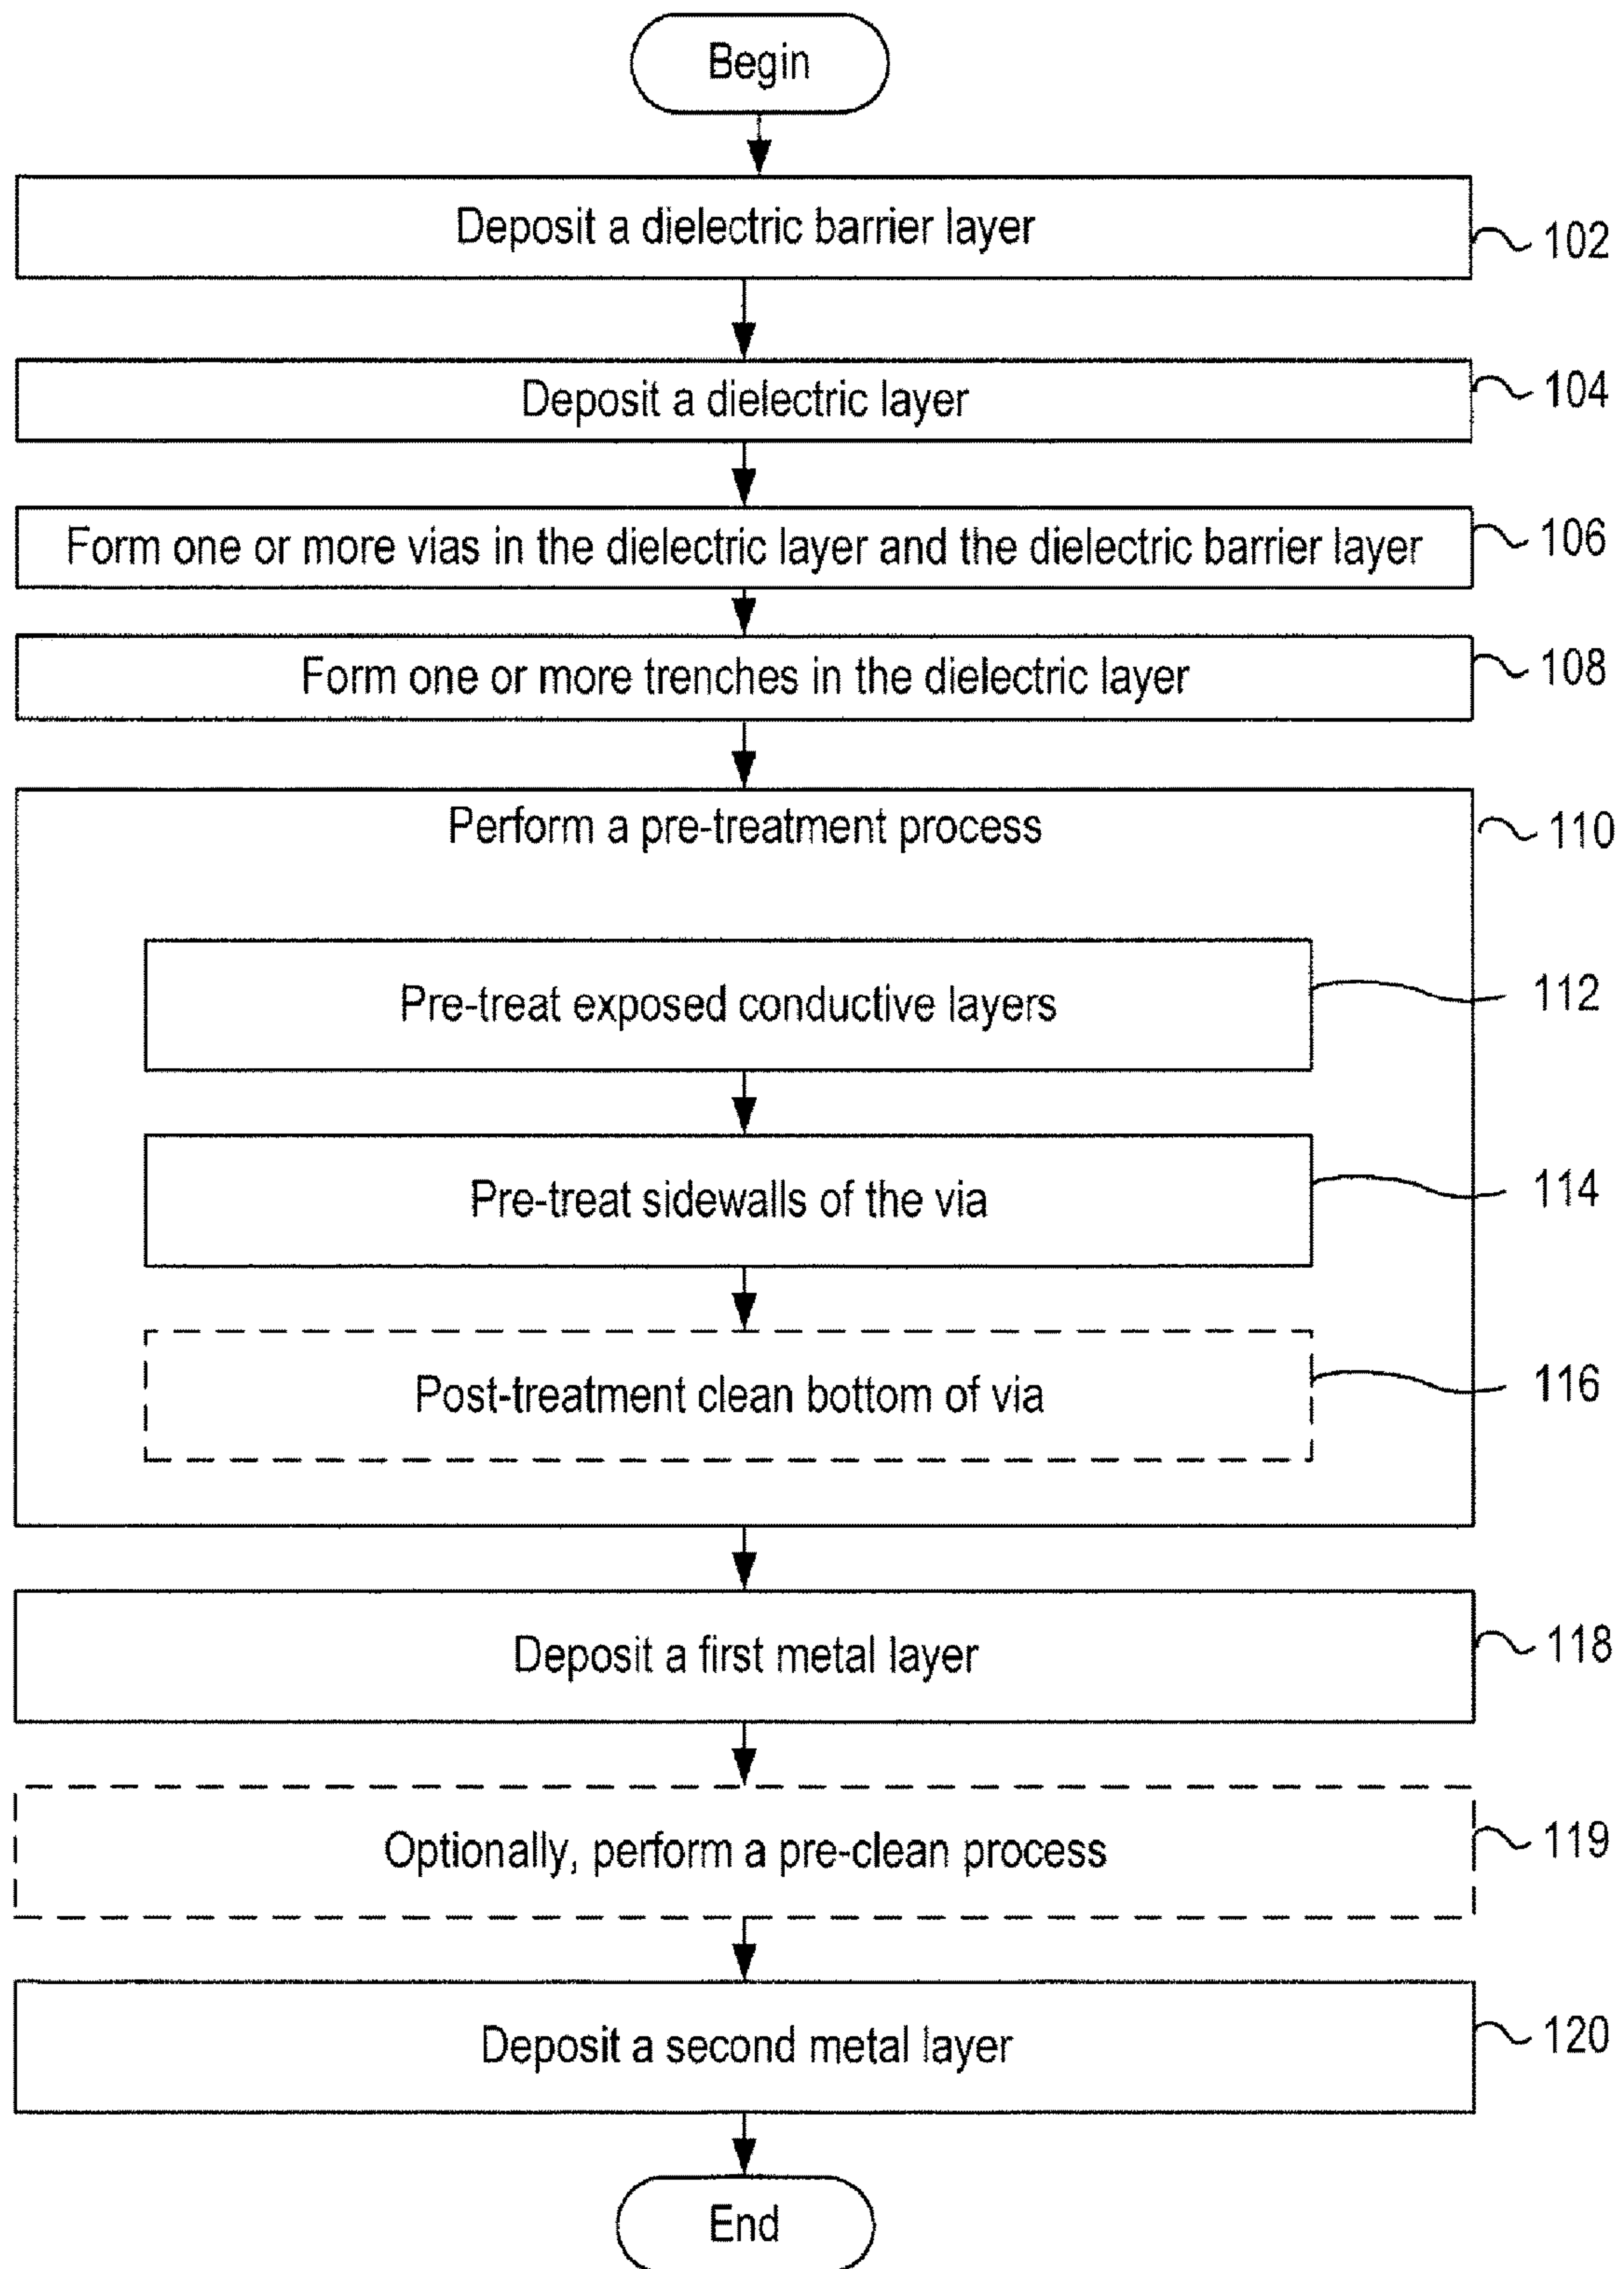 Begin
Deposit a dielectric barrier layer
102
Deposit a dielectric layer
104
Form one or more vias in the dielectric layer and the dielectric barrier layer
106
Form one or more trenches in the dielectric layer
108
Perform a pre-treatment process
110
Pre-treat exposed conductive layers
112
Pre-treat sidewalls of the via
114
Post-treatment clean bottom of via
116
Deposit a first metal layer
118
Optionally, perform a pre-clean process
119
Deposit a second metal layer
120
End